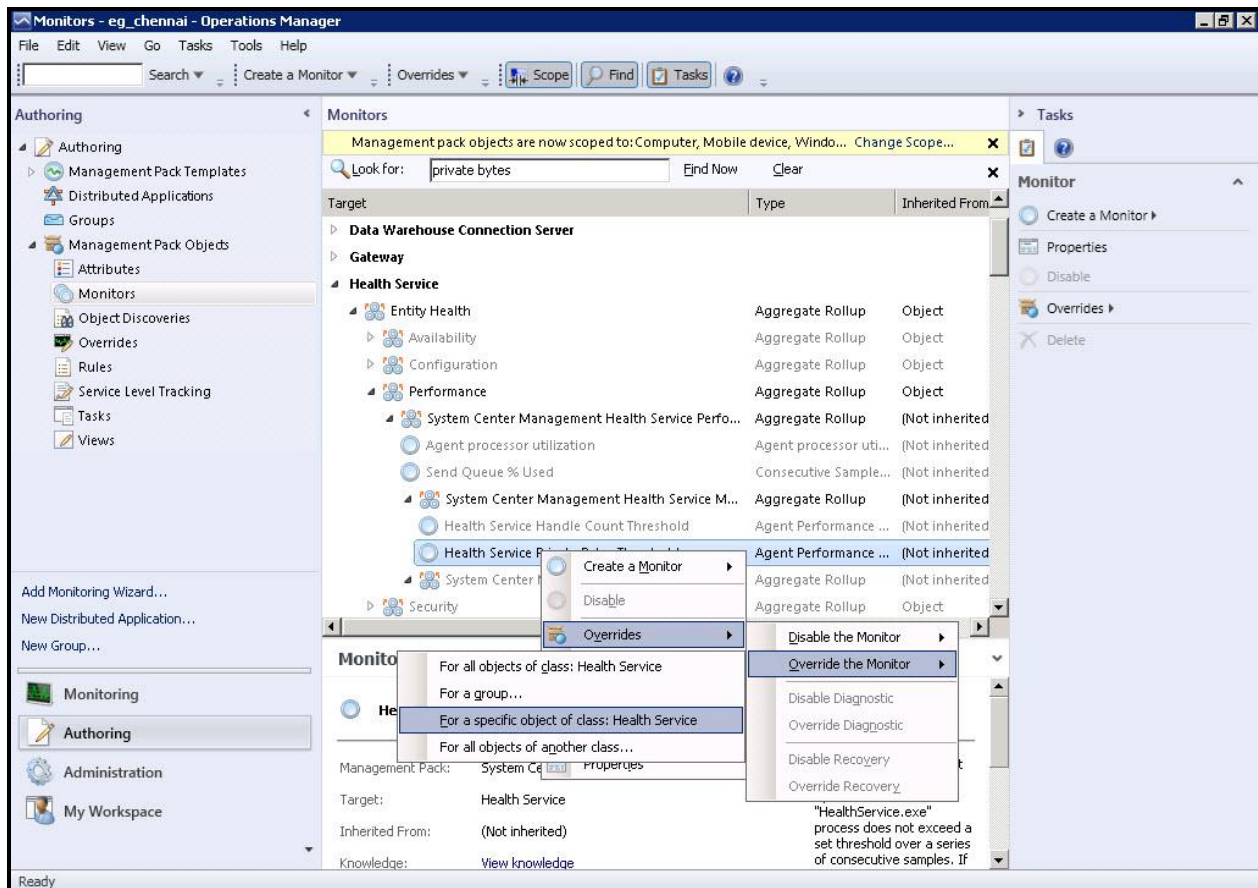 Monitors - eg_chennai - Operations Manager
File Edit View Go Tasks Tools Help
Search Create a Monitor Overrides Scope Find Tasks
Authoring
Authoring
Management Pack Templates
Distributed Applications
Groups
Management Pack Objects
Attributes
Monitors
Object Discoveries
Overrides
Rules
Service Level Tracking
Tasks
Views
Add Monitoring Wizard...
New Distributed Application...
New Group...
Monitoring
Authoring
Administration
My Workspace
Ready
Monitors
Management pack objects are now scoped to: Computer, Mobile device, Windo... Change Scope...
Look for: private bytes Find Now Clear
Target Type Inherited From
Data Warehouse Connection Server
Gateway
Health Service
Entity Health Aggregate Rollup Object
Availability Aggregate Rollup Object
Configuration Aggregate Rollup Object
Performance Aggregate Rollup Object
System Center Management Health Service Perfo... Aggregate Rollup (Not inherited
Agent processor utilization Agent processor uti... (Not inherited
Send Queue % Used Consecutive Sample... (Not inherited
System Center Management Health Service M... Aggregate Rollup (Not inherited
Health Service Handle Count Threshold Agent Performance ... (Not inherited
Health Service Agent Performance ... (Not inherited
System Center Aggregate Rollup (Not inherited
Security Aggregate Rollup Object
Create a Monitor
Disable
Overrides
Properties
Disable the Monitor
Override the Monitor
Disable Diagnostic
Override Diagnostic
Disable Recovery
Override Recovery
For all objects of class: Health Service
For a group...
For a specific object of class: Health Service
For all objects of another class...
Management Pack: System Ce
Target: Health Service
Inherited From: (Not inherited)
Knowledge: View knowledge
"HealthService.exe"
process does not exceed a
set threshold over a series
of consecutive samples. If
Tasks
Monitor
Create a Monitor
Properties
Disable
Overrides
Delete